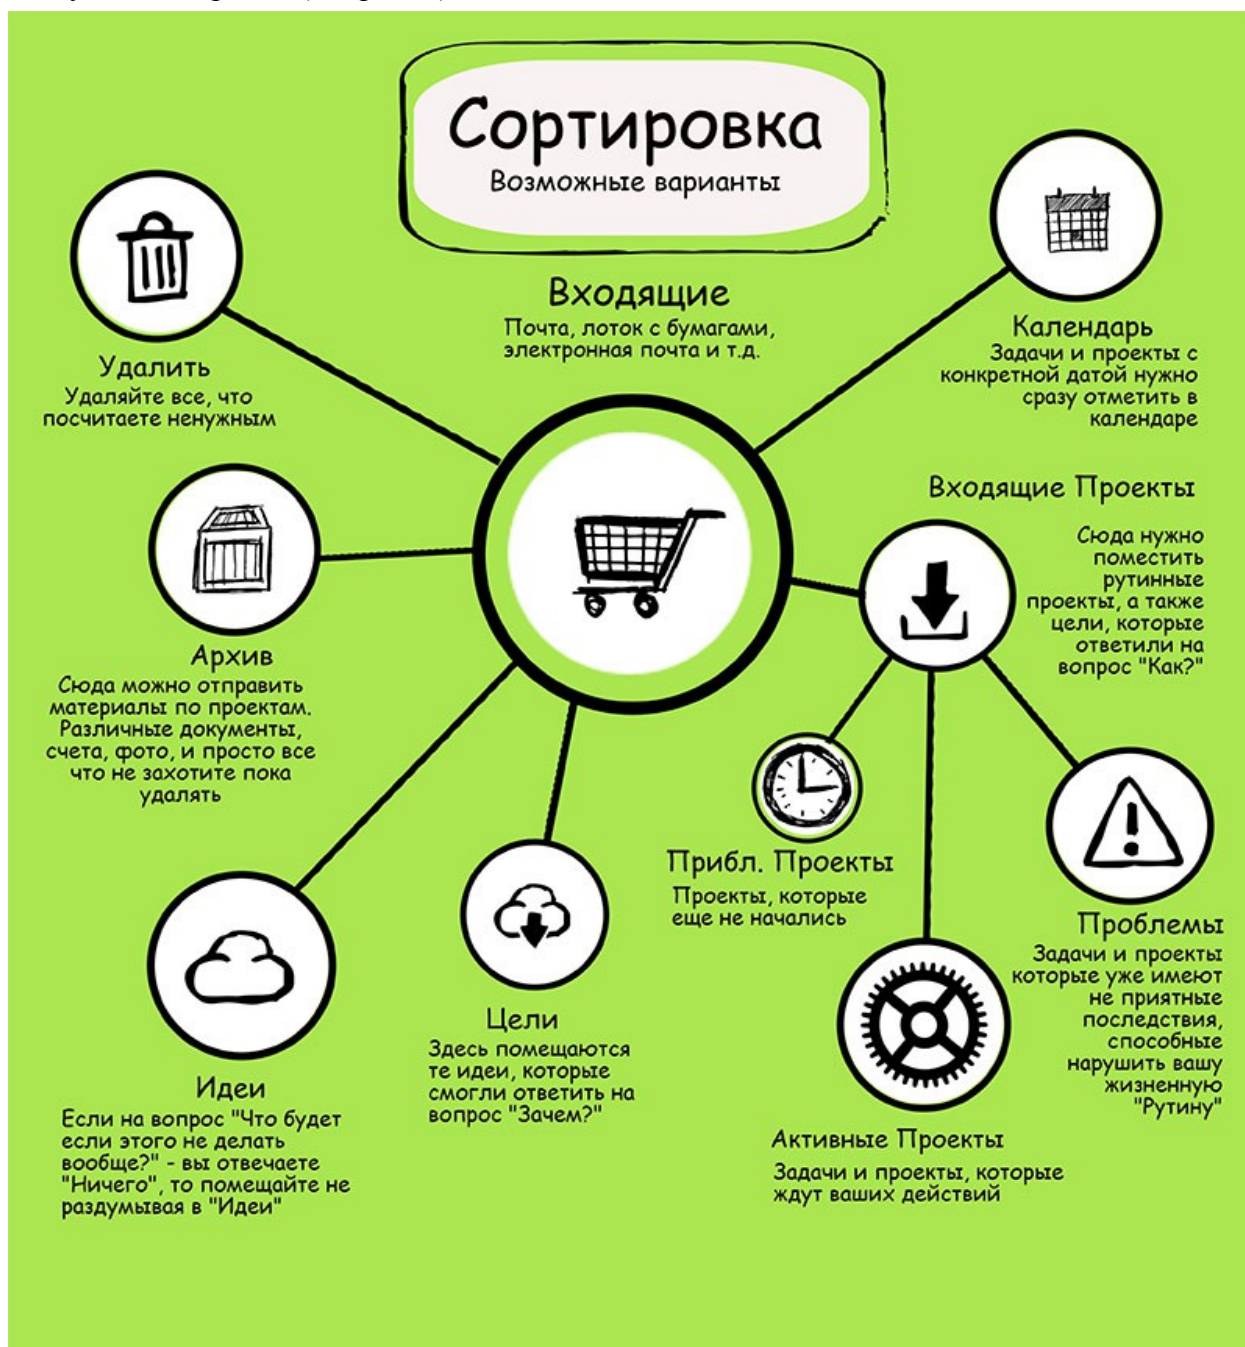 Сортировка
Возможные варианты
Входящие
Почта, лоток с бумагами,
электронная почта и т.д.
Удалить
Удаляйте все, что
посчитаете ненужным
Календарь
Задачи и проекты с
конкретной датой нужно
сразу отметить в
календаре
Архив
Сюда можно отправить
материалы по проектам.
Различные документы,
счета, фото, и просто все
что не захотите пока
удалять
Входящие Проекты
Сюда нужно
поместить
рутинные
проекты, а также
цели, которые
ответили на
вопрос "Как?"
Идеи
Если на вопрос "Что будет
если этого не делать
вообще?" - вы отвечаете
"Ничего", то помещайте не
раздумывая в "Идеи"
Цели
Здесь помещаются
те идеи, которые
смогли ответить на
вопрос "Зачем?"
Прибл. Проекты
Проекты, которые
еще не начались
Активные Проекты
Задачи и проекты, которые
ждут ваших действий
Проблемы
Задачи и проекты
которые уже имеют
не приятные
последствия,
способные
нарушить вашу
жизненную
"Рутину"